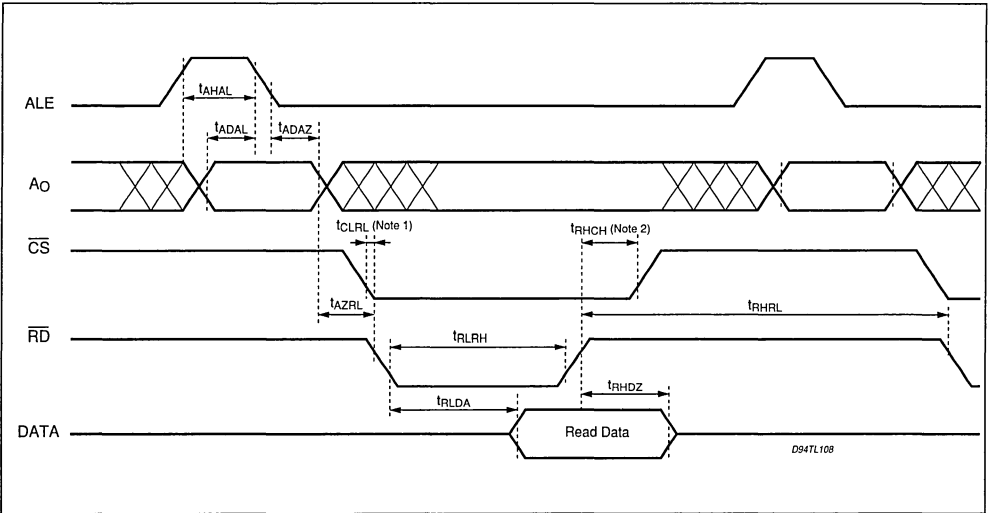 ALE
tAHAL
tADAL
tADAZ
AO
tCLRL (Note 1)
tRHCH (Note 2)
CS
tAZRL
tRHRL
RD
tRLRH
tRHDZ
tRLDA
DATA
Read Data
D94TL108